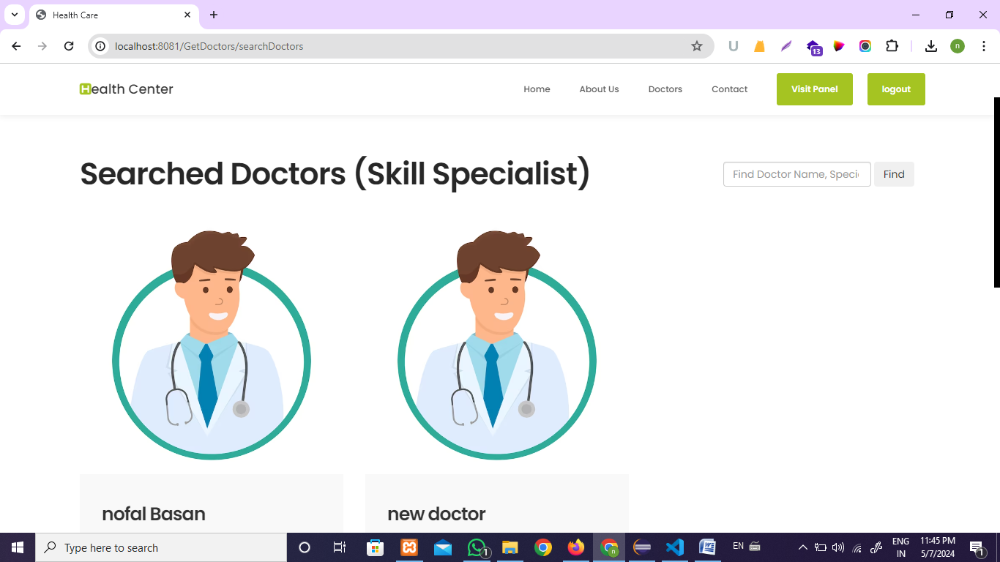 Health Care
localhost:8081/GetDoctors/searchDoctors
U
13
n
Health Center
Home
About Us
Doctors
Contact
Visit Panel
logout
Searched Doctors (Skill Specialist)
Find Doctor Name, Speci
Find
nofal Basan
new doctor
Type here to search
1
n
EN
ENG
IN
11:45 PM
5/7/2024
1